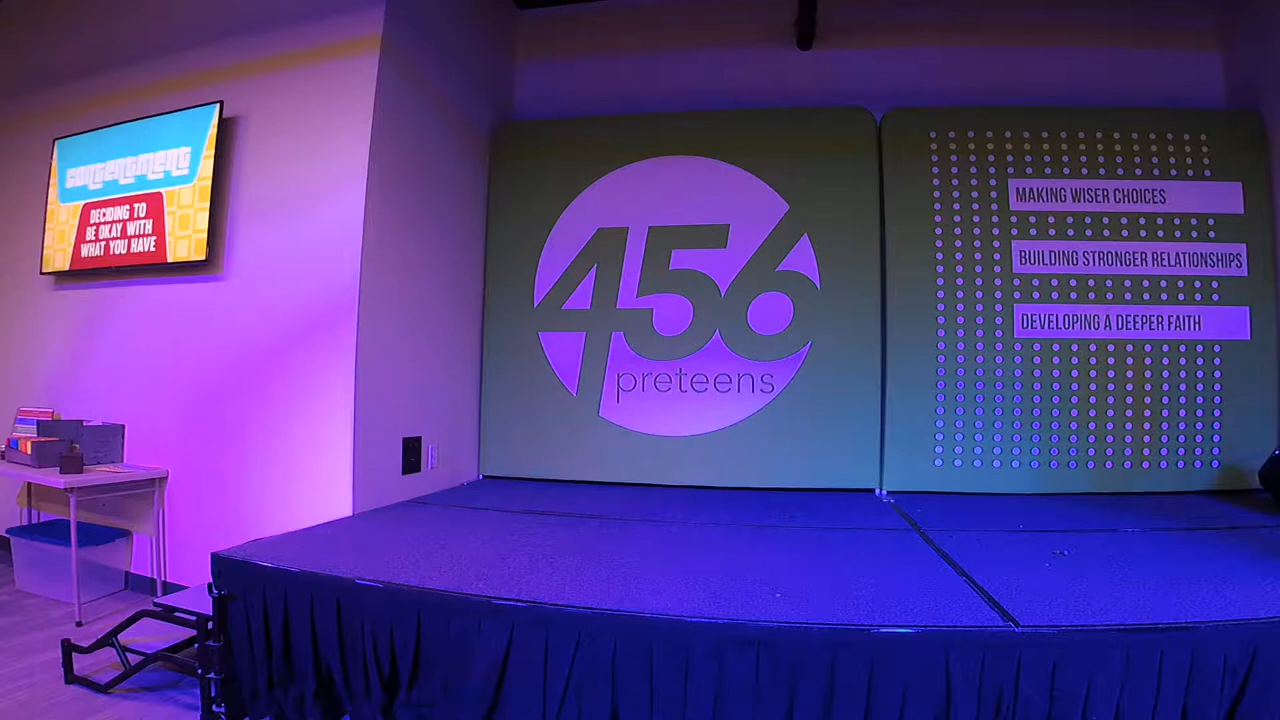 contentment
DECIDING TO
BE OKAY WITH
WHAT YOU HAVE
456
preteens
MAKING WISER CHOICES
BUILDING STRONGER RELATIONSHIPS
DEVELOPING A DEEPER FAITH